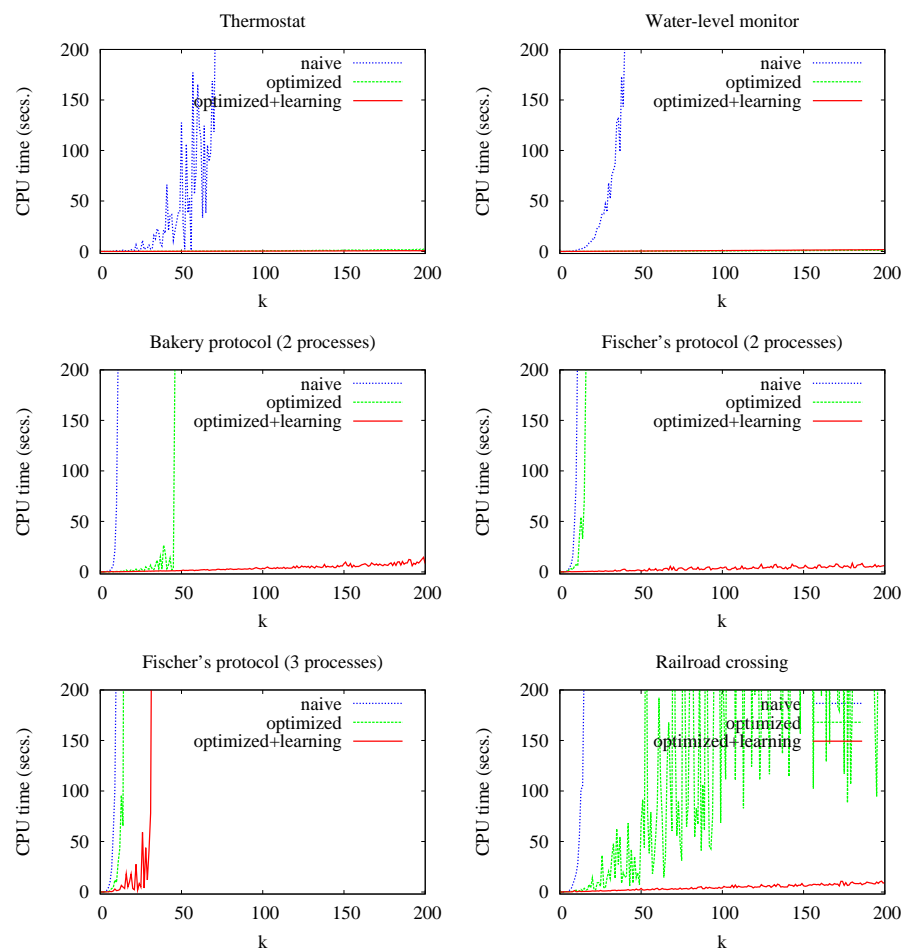 Thermostat
CPU time (secs.)
200
150
100
50
0
naive
optimized
optimized+learning
0 50 100 150 200
k
Water-level monitor
CPU time (secs.)
200
150
100
50
0
naive
optimized
optimized+learning
0 50 100 150 200
k
Bakery protocol (2 processes)
CPU time (secs.)
200
150
100
50
0
naive
optimized
optimized+learning
0 50 100 150 200
k
Fischer's protocol (2 processes)
CPU time (secs.)
200
150
100
50
0
naive
optimized
optimized+learning
0 50 100 150 200
k
Fischer's protocol (3 processes)
CPU time (secs.)
200
150
100
50
0
naive
optimized
optimized+learning
0 50 100 150 200
k
Railroad crossing
CPU time (secs.)
200
150
100
50
0
naive
optimized
optimized+learning
0 50 100 150 200
k